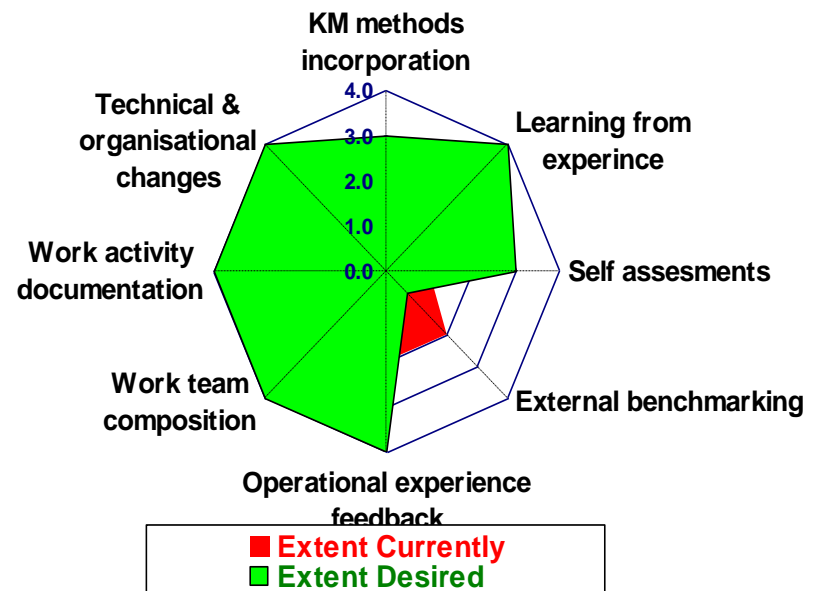 KM methods
incorporation
4.0
3.0
2.0
1.0
0.0
Learning from
experince
Self assesments
External benchmarking
Operational experience
feedback
Work team
composition
Work activity
documentation
Technical &
organisational
changes
Extent Currently
Extent Desired